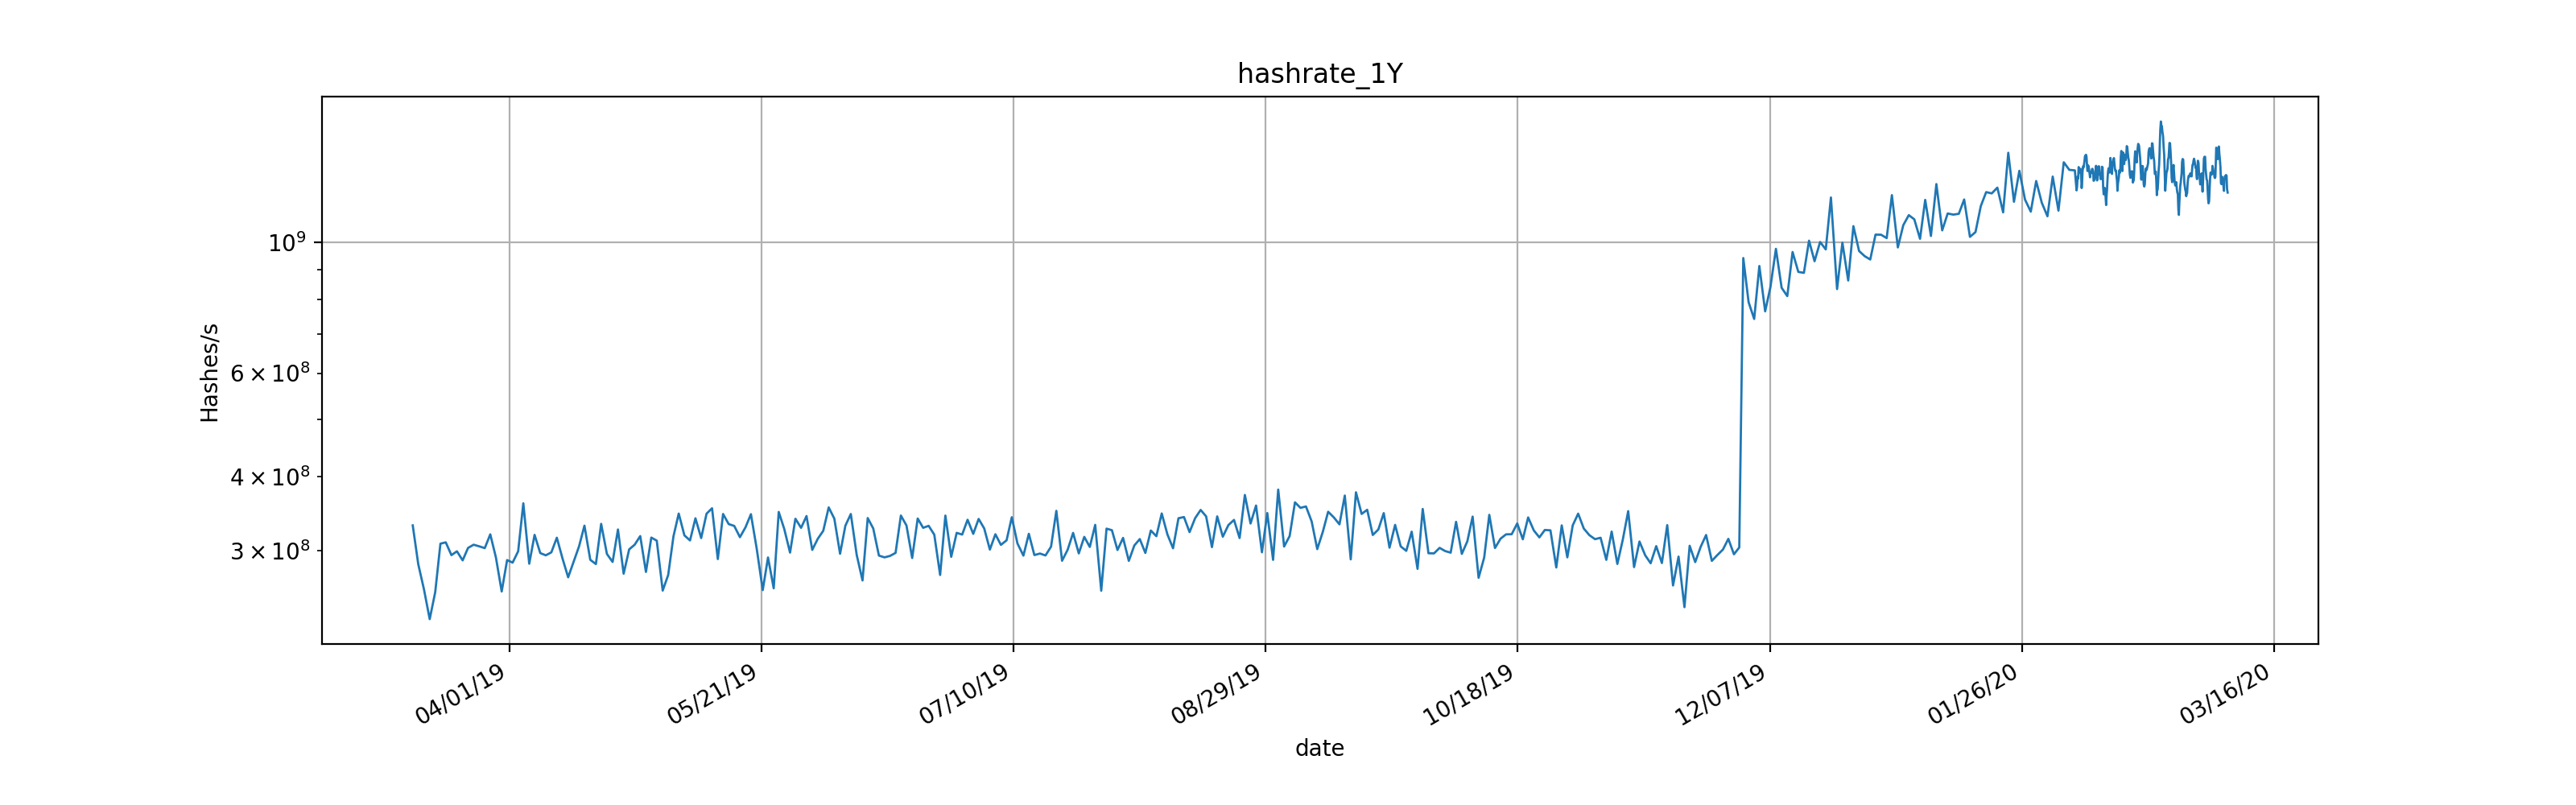 hashrate_1Y
Hashes/s
10⁹
6 × 10⁸
4 × 10⁸
3 × 10⁸
04/01/19
05/21/19
07/10/19
08/29/19
10/18/19
12/07/19
01/26/20
03/16/20
date